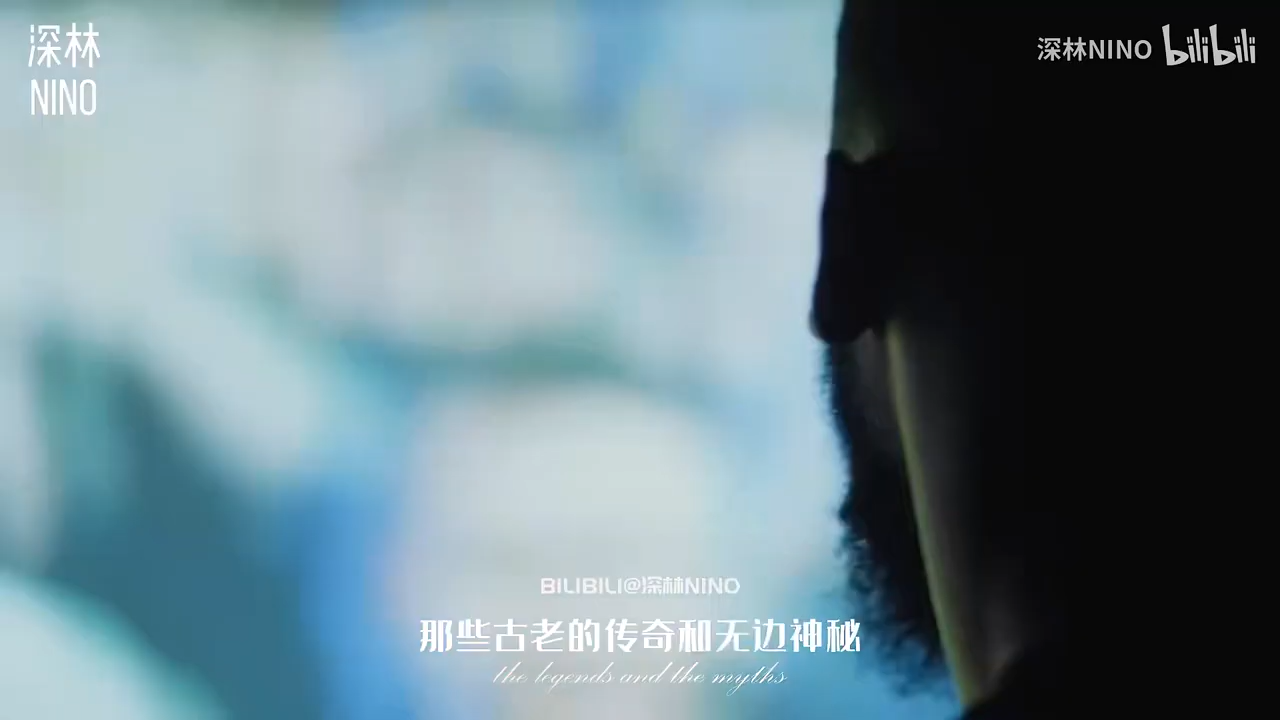 深林
NINO
深林NINO bilibili
BILIBILI@深林NINO
那些古老的传奇和无边神秘
the legends and the myths